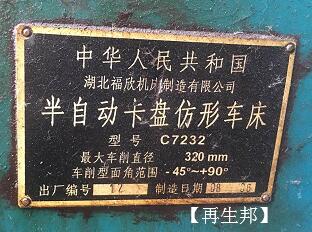 中华人民共和国
湖北福欣机床制造有限公司
半自动卡盘仿形车床
型号 C7232
最大车削直径 320mm
车削型面角范围 -45°~+90°
出厂编号 制造日期 08 06
【再生邦】